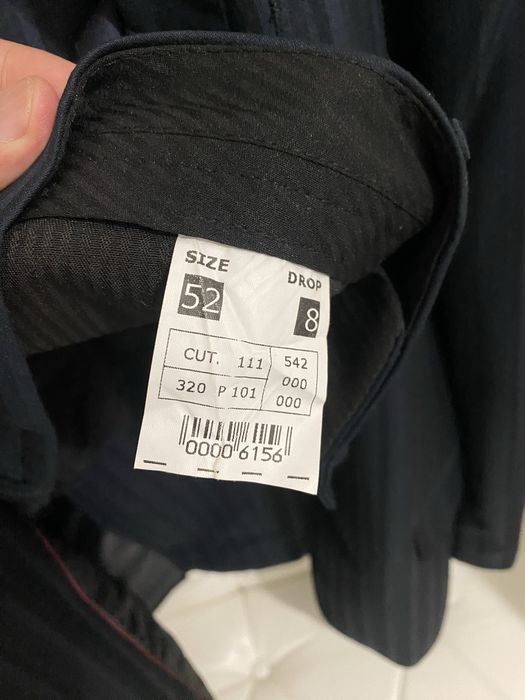 SIZE DROP
52 8
CUT. 111 542
320 P 101 000
000
0000 6156